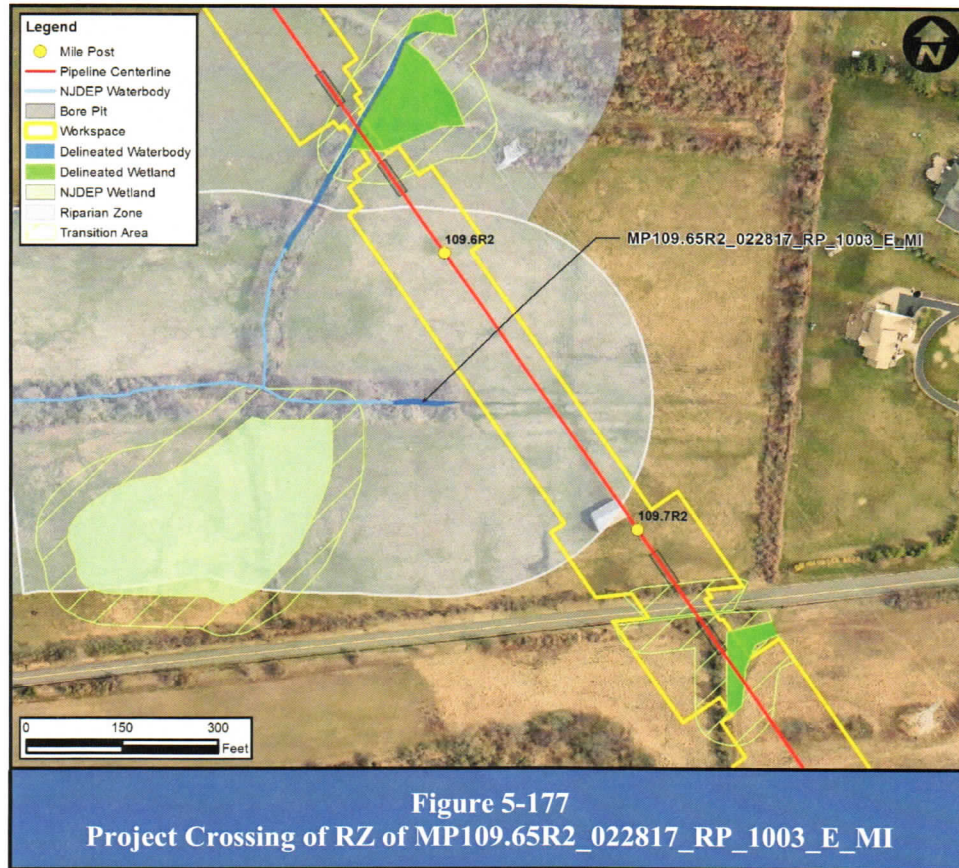 Legend
Mile Post
Pipeline Centerline
NJDEP Waterbody
Bore Pit
Workspace
Delineated Waterbody
Delineated Wetland
NJDEP Wetland
Riparian Zone
Transition Area
N
109.6R2
MP109.65R2_022817_RP_1003_E_MI
109.7R2
0 150 300
Feet
Figure 5-177
Project Crossing of RZ of MP109.65R2_022817_RP_1003_E_MI